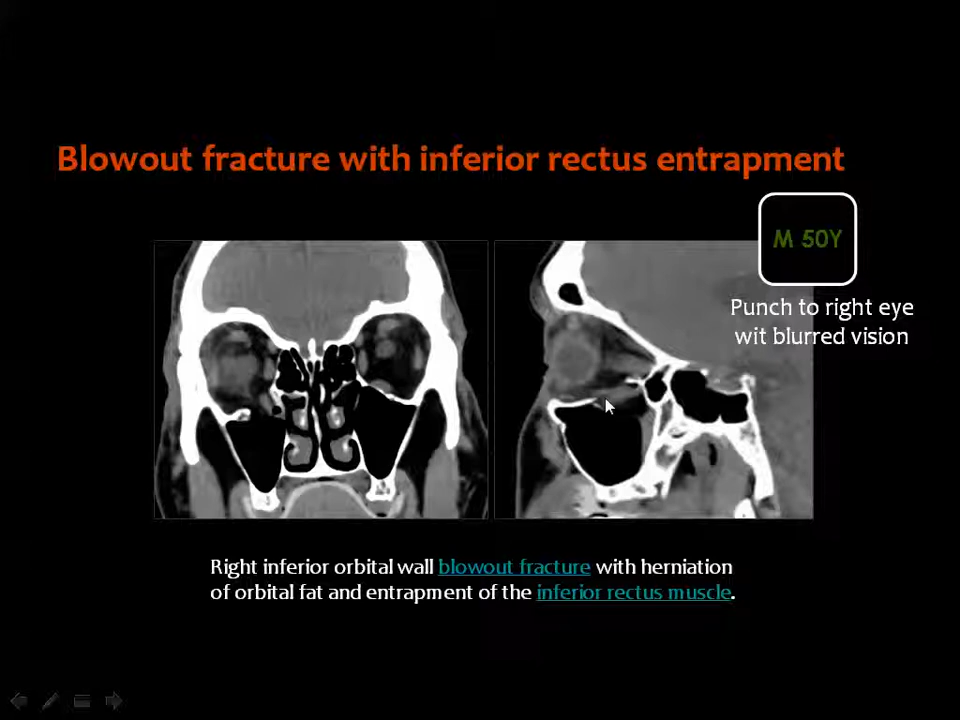 Blowout fracture with inferior rectus entrapment
M 50Y
Punch to right eye
wit blurred vision
Right inferior orbital wall blowout fracture with herniation
of orbital fat and entrapment of the inferior rectus muscle.